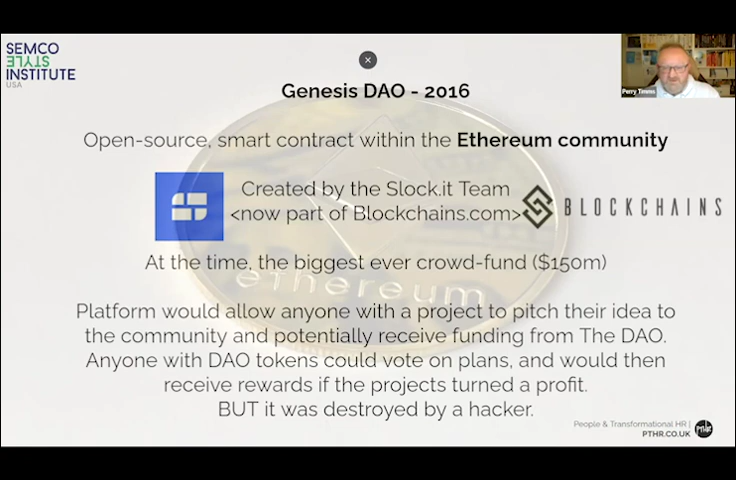 SEMCO
STYLE
INSTITUTE
USA
Perry Timms
Genesis DAO - 2016
Open-source, smart contract within the Ethereum community
Created by the Slock.it Team
<now part of Blockchains.com>
BLOCKCHAINS
At the time, the biggest ever crowd-fund ($150m)
ethereum
Platform would allow anyone with a project to pitch their idea to
the community and potentially receive funding from The DAO.
Anyone with DAO tokens could vote on plans, and would then
receive rewards if the projects turned a profit.
BUT it was destroyed by a hacker.
People & Transformational HR |
PTHR.CO.UK
PTHR